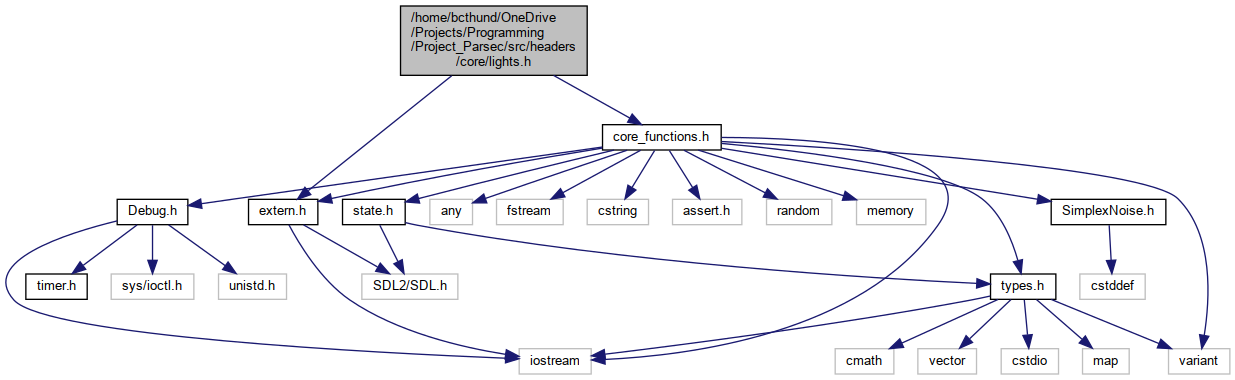 /home/bcthund/OneDrive
/Projects/Programming
/Project_Parsec/src/headers
/core/lights.h
core_functions.h
Debug.h
extern.h
state.h
any
fstream
cstring
assert.h
random
memory
SimplexNoise.h
timer.h
sys/ioctl.h
unistd.h
SDL2/SDL.h
types.h
cstddef
iostream
cmath
vector
cstdio
map
variant